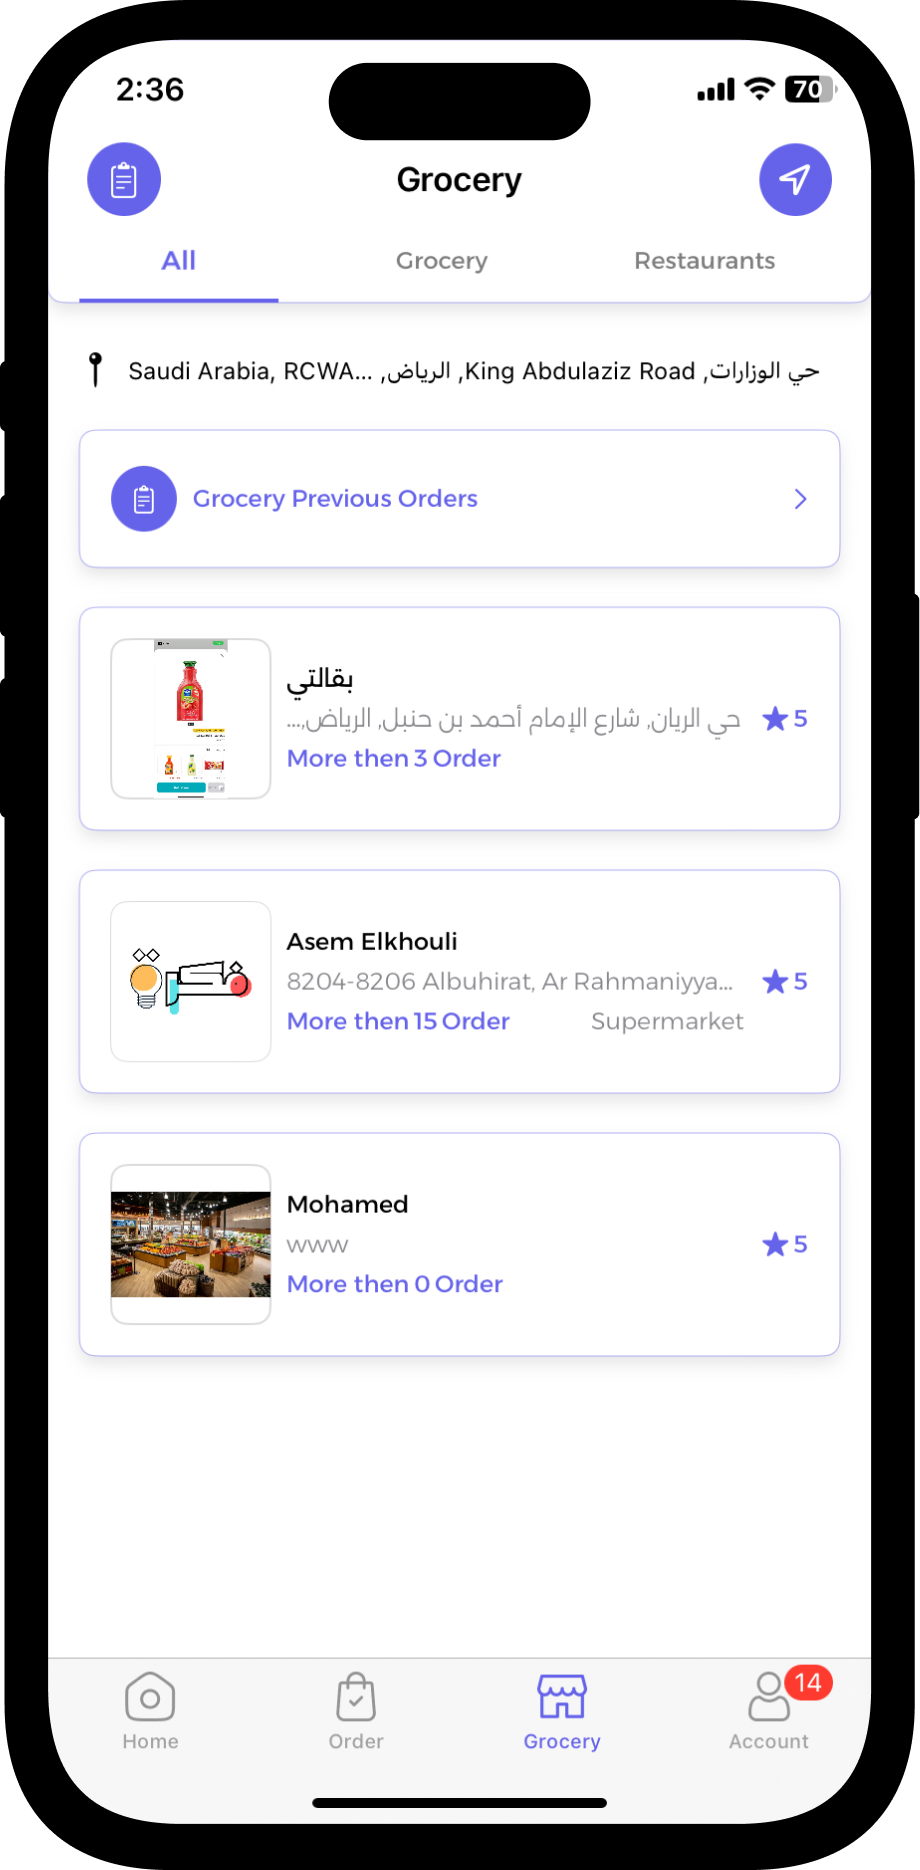 2:36
70
Grocery
All
Grocery
Restaurants
Saudi Arabia, RCWA... ,حي الوزارات, King Abdulaziz Road, الرياض
Grocery Previous Orders
بقالتي
حي الريان, شارع الإمام أحمد بن حنبل, الرياض,...
5
More then 3 Order
Asem Elkhouli
8204-8206 Albuhirat, Ar Rahmaniyya...
5
More then 15 Order
Supermarket
Mohamed
www
5
More then 0 Order
14
Home
Order
Grocery
Account